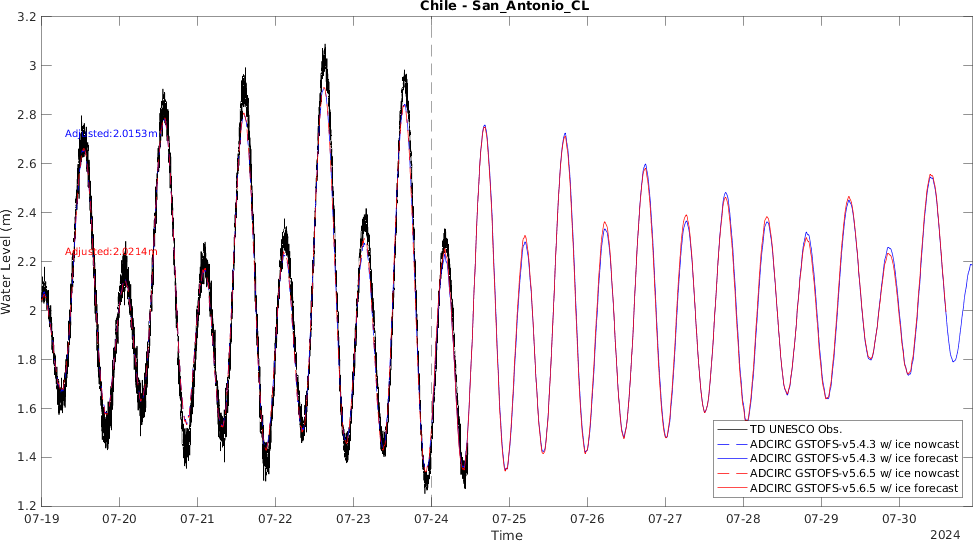 Chile - San_Antonio_CL
3.2
3
2.8
2.6
2.4
2.2
2
1.8
1.6
1.4
1.2
Water Level (m)
Adjusted:2.0153m
Adjusted:2.0214m
TD UNESCO Obs.
ADCIRC GSTOFS-v5.4.3 w/ ice nowcast
ADCIRC GSTOFS-v5.4.3 w/ ice forecast
ADCIRC GSTOFS-v5.6.5 w/ ice nowcast
ADCIRC GSTOFS-v5.6.5 w/ ice forecast
07-19 07-20 07-21 07-22 07-23 07-24 07-25 07-26 07-27 07-28 07-29 07-30
Time
2024